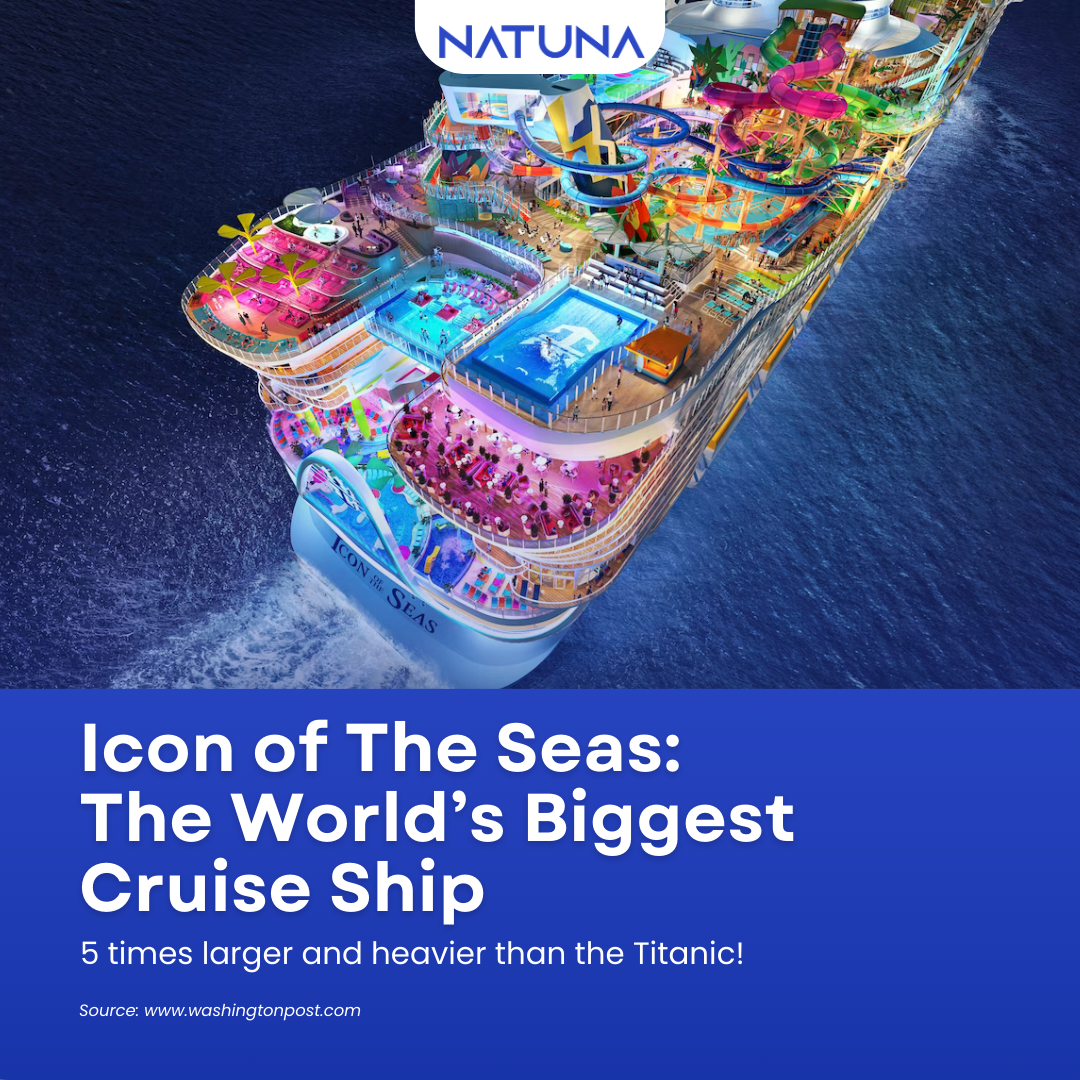 NATUNA
ICON OF THE SEAS
Icon of The Seas:
The World’s Biggest
Cruise Ship
5 times larger and heavier than the Titanic!
Source: www.washingtonpost.com